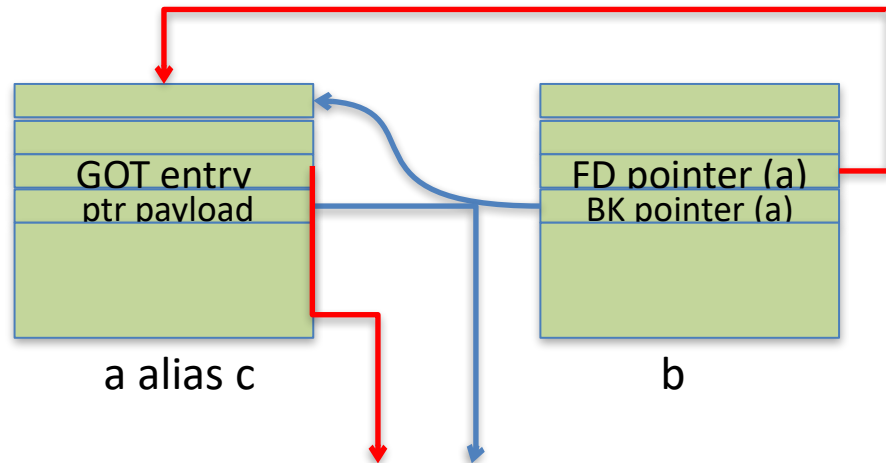 GOT entry
ptr payload
FD pointer (a)
BK pointer (a)
a alias c
b